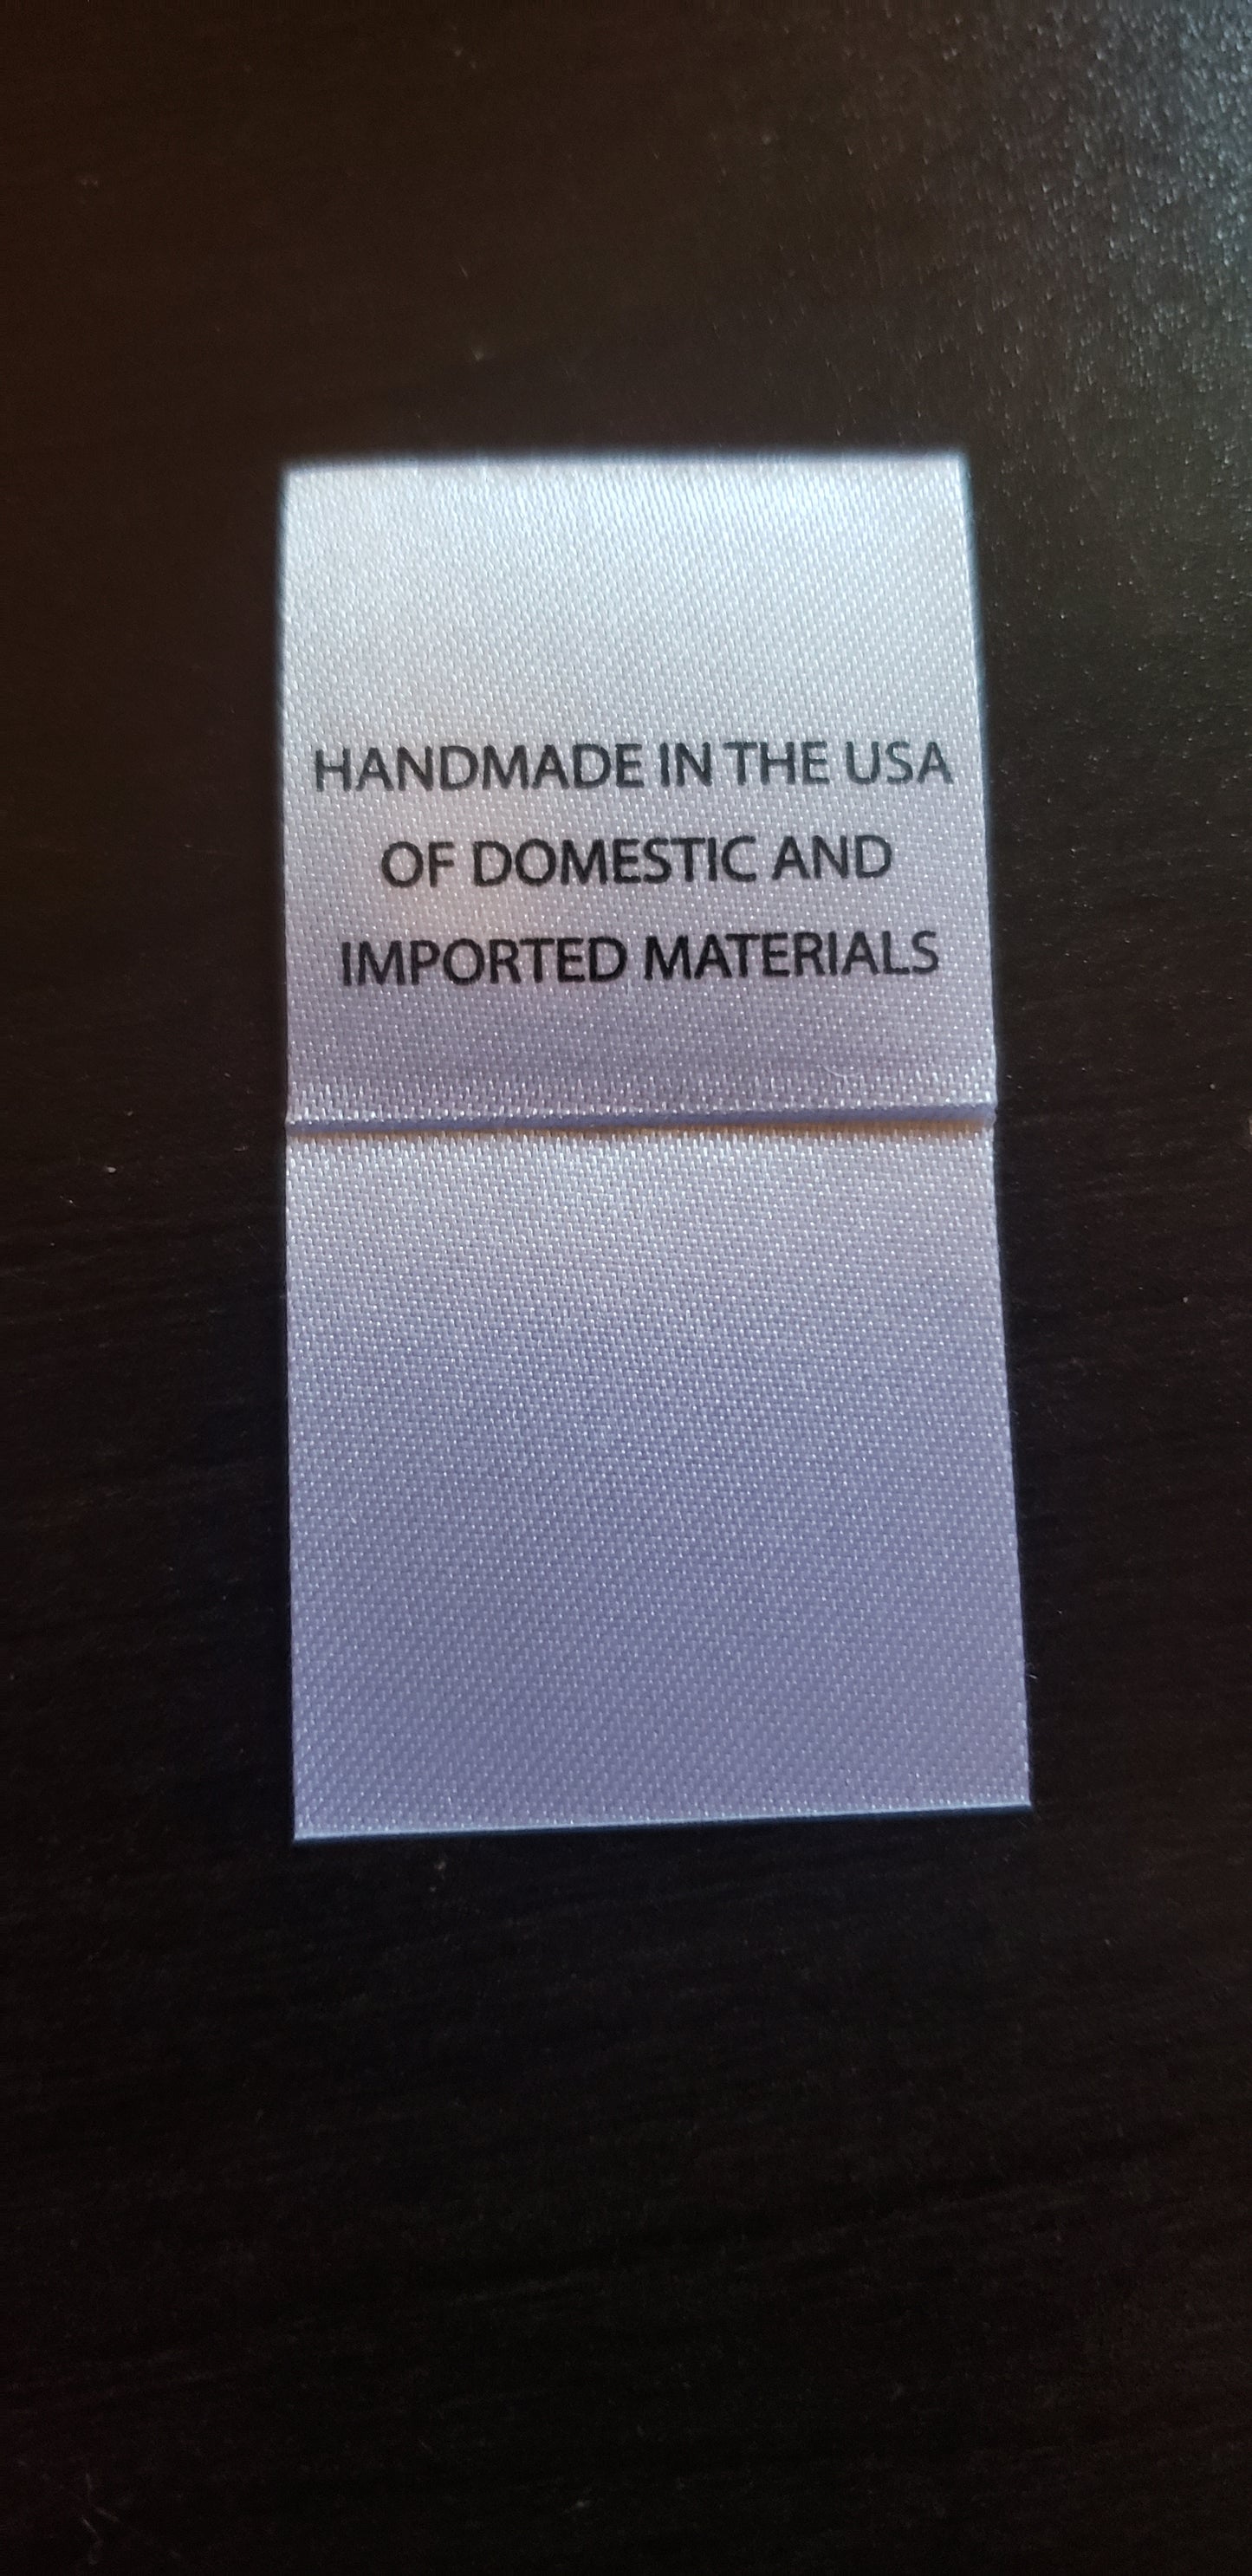 HANDMADE IN THE USA
OF DOMESTIC AND
IMPORTED MATERIALS